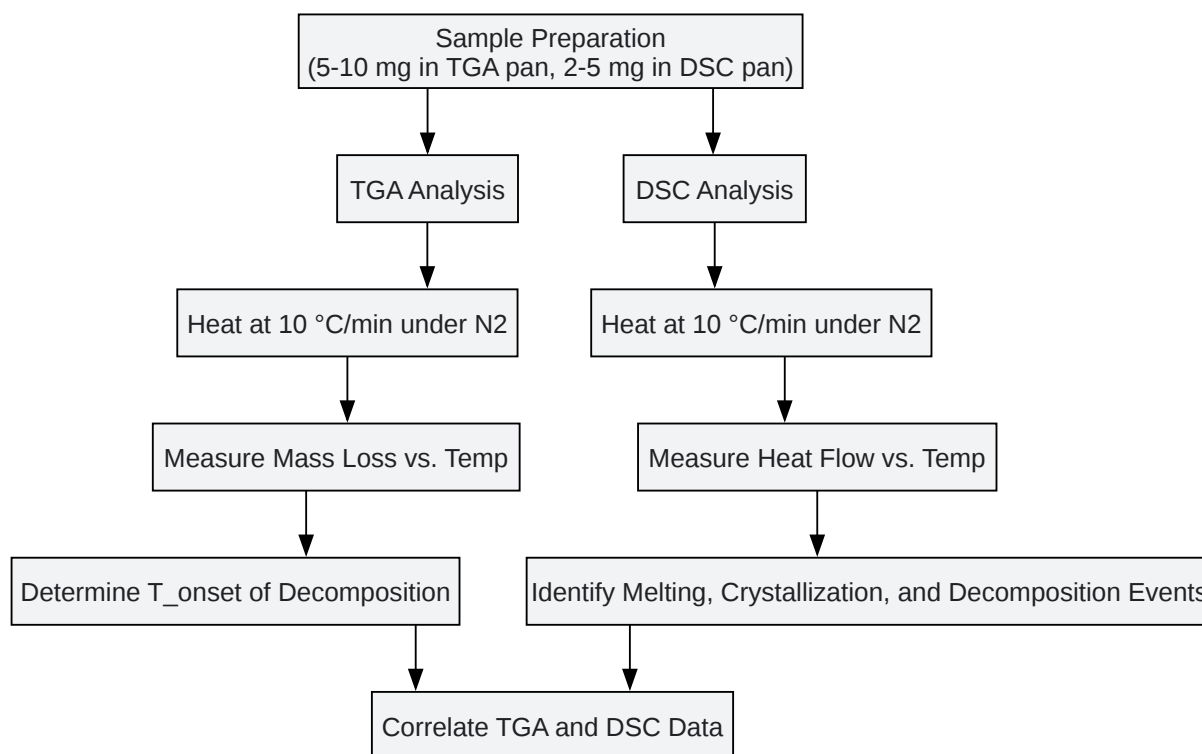 Sample Preparation
(5-10 mg in TGA pan, 2-5 mg in DSC pan)
TGA Analysis
DSC Analysis
Heat at 10 °C/min under N2
Heat at 10 °C/min under N2
Measure Mass Loss vs. Temp
Measure Heat Flow vs. Temp
Determine T_onset of Decomposition
Identify Melting, Crystallization, and Decomposition Events
Correlate TGA and DSC Data